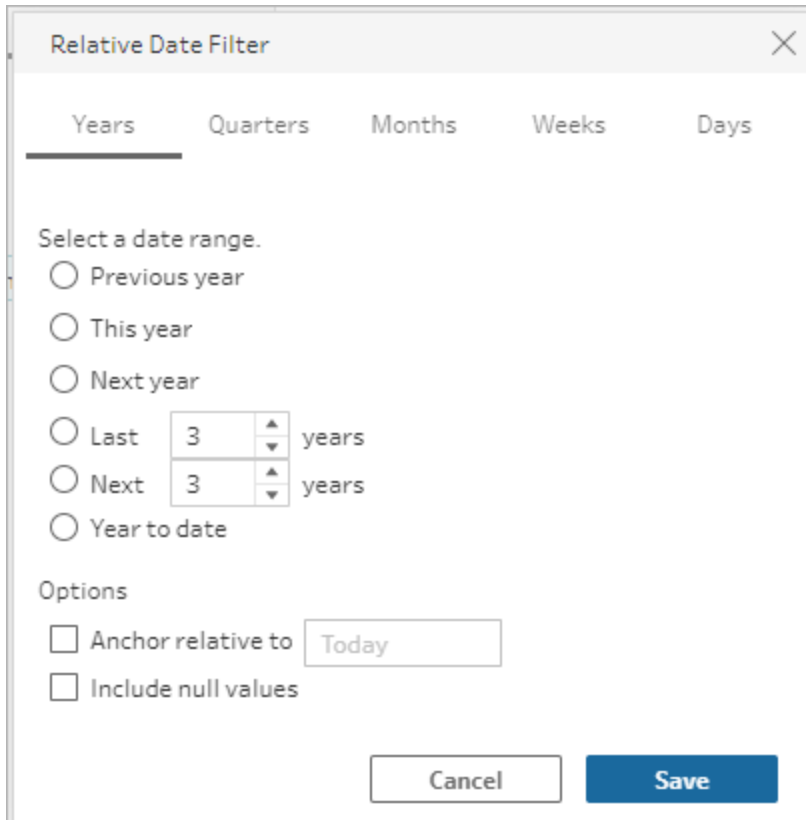 Relative Date Filter
Years Quarters Months Weeks Days
Select a date range.
Previous year
This year
Next year
Last 3 years
Next 3 years
Year to date
Options
Anchor relative to Today
Include null values
Cancel Save